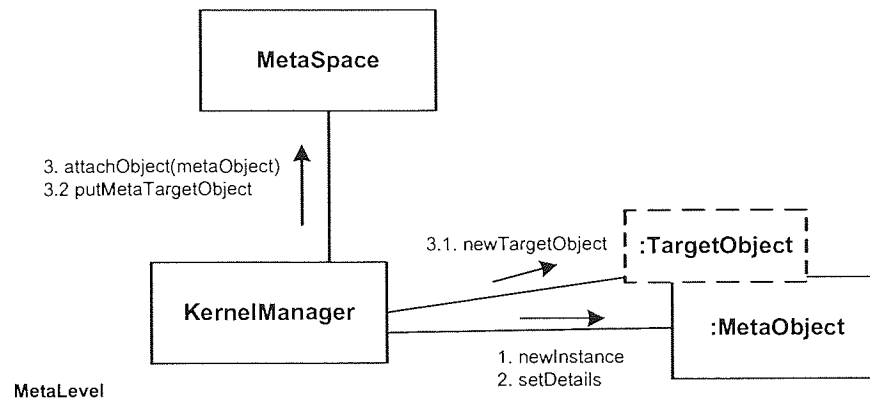 MetaSpace
3. attachObject(metaObject)
3.2 putMetaTargetObject
3.1. newTargetObject
:TargetObject
KernelManager
:MetaObject
1. newInstance
2. setDetails
MetaLevel